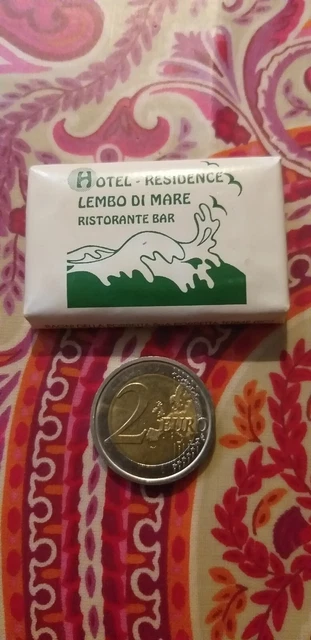 HOTEL - RESIDENCE
LEMBO DI MARE
RISTORANTE BAR
2 EURO